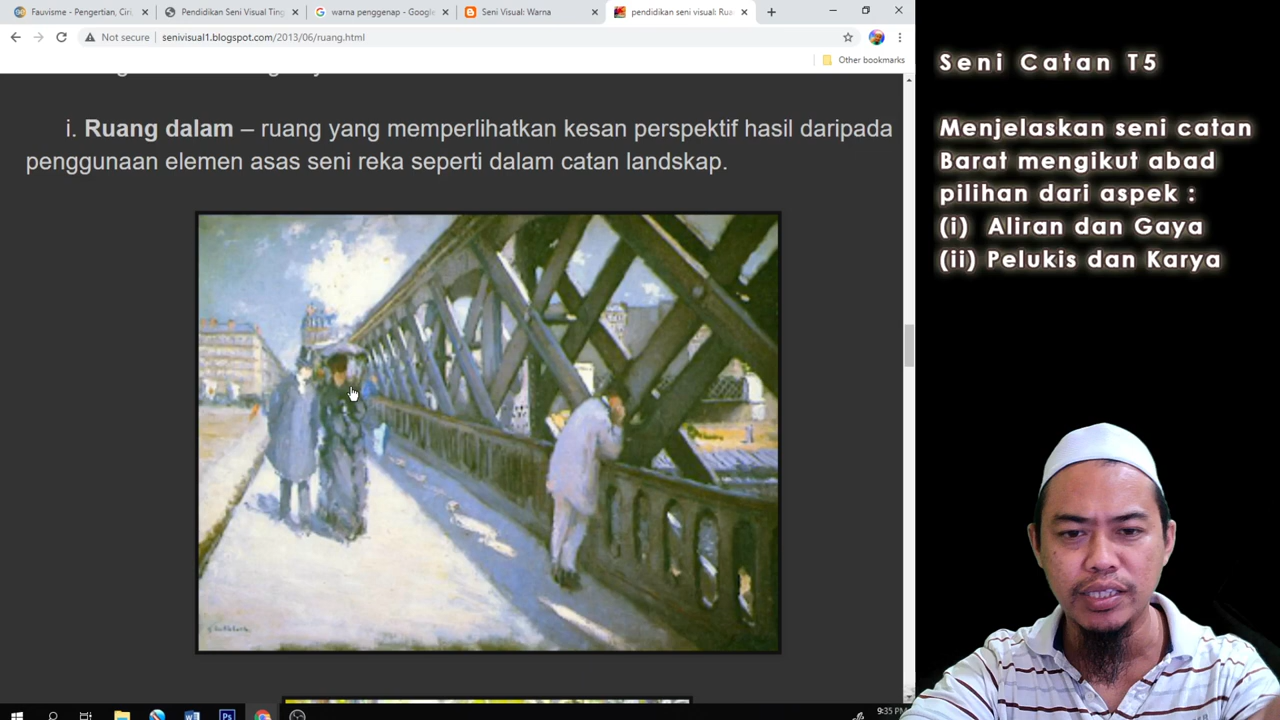 Fauvisme - Pengertian, Ciri,
Pendidikan Seni Visual Ting
warna penggenap - Google
Seni Visual: Warna
pendidikan seni visual: Rua
Not secure
senivisual1.blogspot.com/2013/06/ruang.html
Other bookmarks
i. Ruang dalam – ruang yang memperlihatkan kesan perspektif hasil daripada
penggunaan elemen asas seni reka seperti dalam catan landskap.
9:35 PM
Seni Catan T5
Menjelaskan seni catan
Barat mengikut abad
pilihan dari aspek :
(i) Aliran dan Gaya
(ii) Pelukis dan Karya